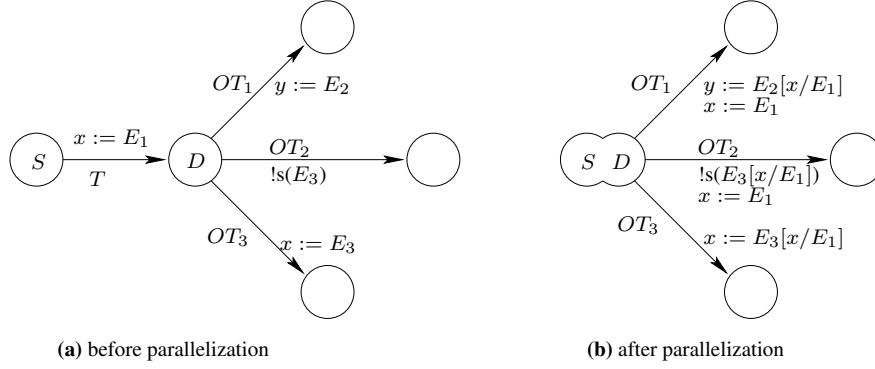 OT₁
y := E₂
x := E₁
S
T
D
OT₂
!s(E₃)
OT₃
x := E₃
(a) before parallelization
OT₁
y := E₂[x/E₁]
x := E₁
S D
OT₂
!s(E₃[x/E₁])
x := E₁
OT₃
x := E₃[x/E₁]
(b) after parallelization